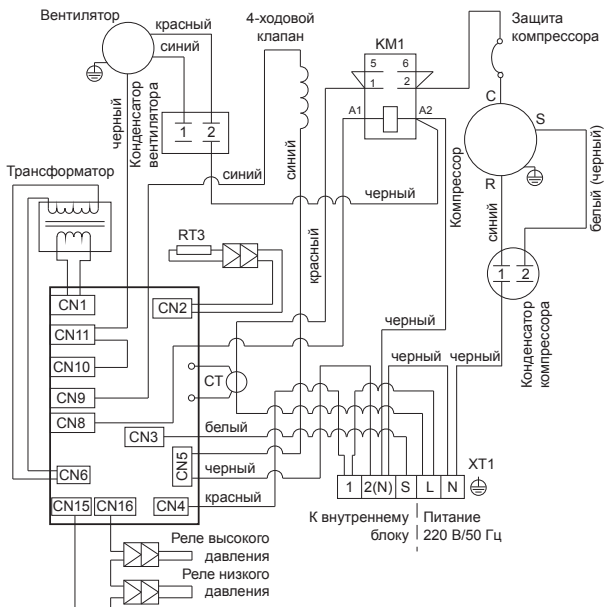 Вентилятор
красный
синий
4-ходовой
клапан
KM1
Защита
компрессора
5 6
1 2
A1 A2
C
S
R
черный
Конденсатор
вентилятора
1 2
синий
синий
черный
Компрессор
синий
белый (черный)
Трансформатор
RT3
красный
1 2
Конденсатор
компрессора
CN1
CN2
CN11
CN10
CN9
CN8
CN3
CN5
CN6
CN4
CN15
CN16
CT
черный
черный
черный
белый
черный
красный
XT1
1 2(N) S L N
К внутреннему
блоку
Питание
220 В/50 Гц
Реле высокого
давления
Реле низкого
давления